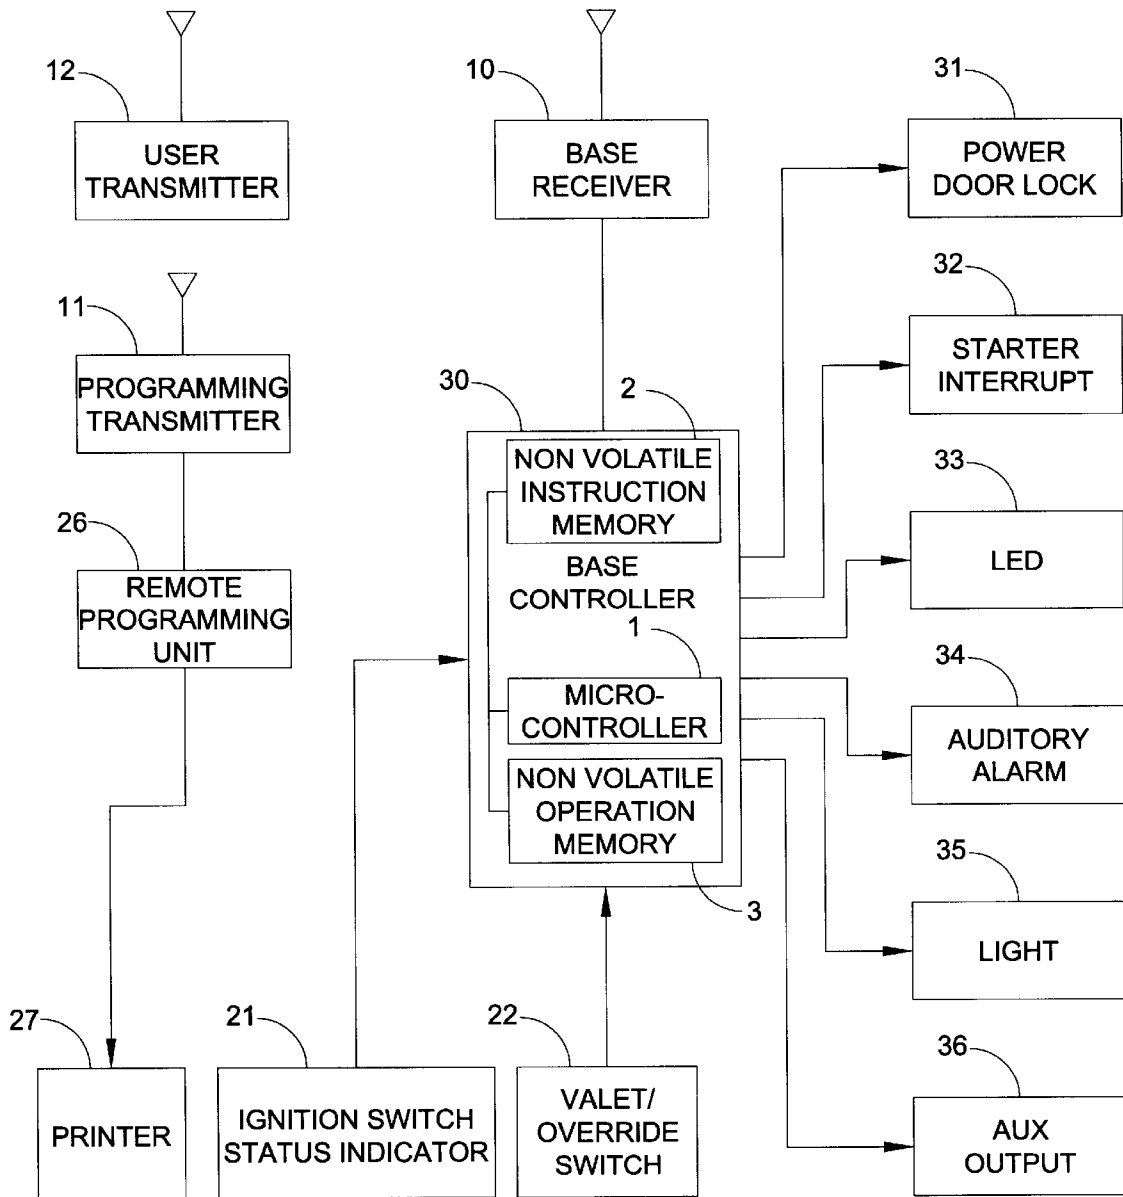 12
USER
TRANSMITTER
10
BASE
RECEIVER
31
POWER
DOOR LOCK
11
PROGRAMMING
TRANSMITTER
32
STARTER
INTERRUPT
30
2
NON VOLATILE
INSTRUCTION
MEMORY
BASE
CONTROLLER
1
MICRO-
CONTROLLER
NON VOLATILE
OPERATION
MEMORY
3
33
LED
26
REMOTE
PROGRAMMING
UNIT
34
AUDITORY
ALARM
35
LIGHT
27
PRINTER
21
IGNITION SWITCH
STATUS INDICATOR
22
VALET/
OVERRIDE
SWITCH
36
AUX
OUTPUT